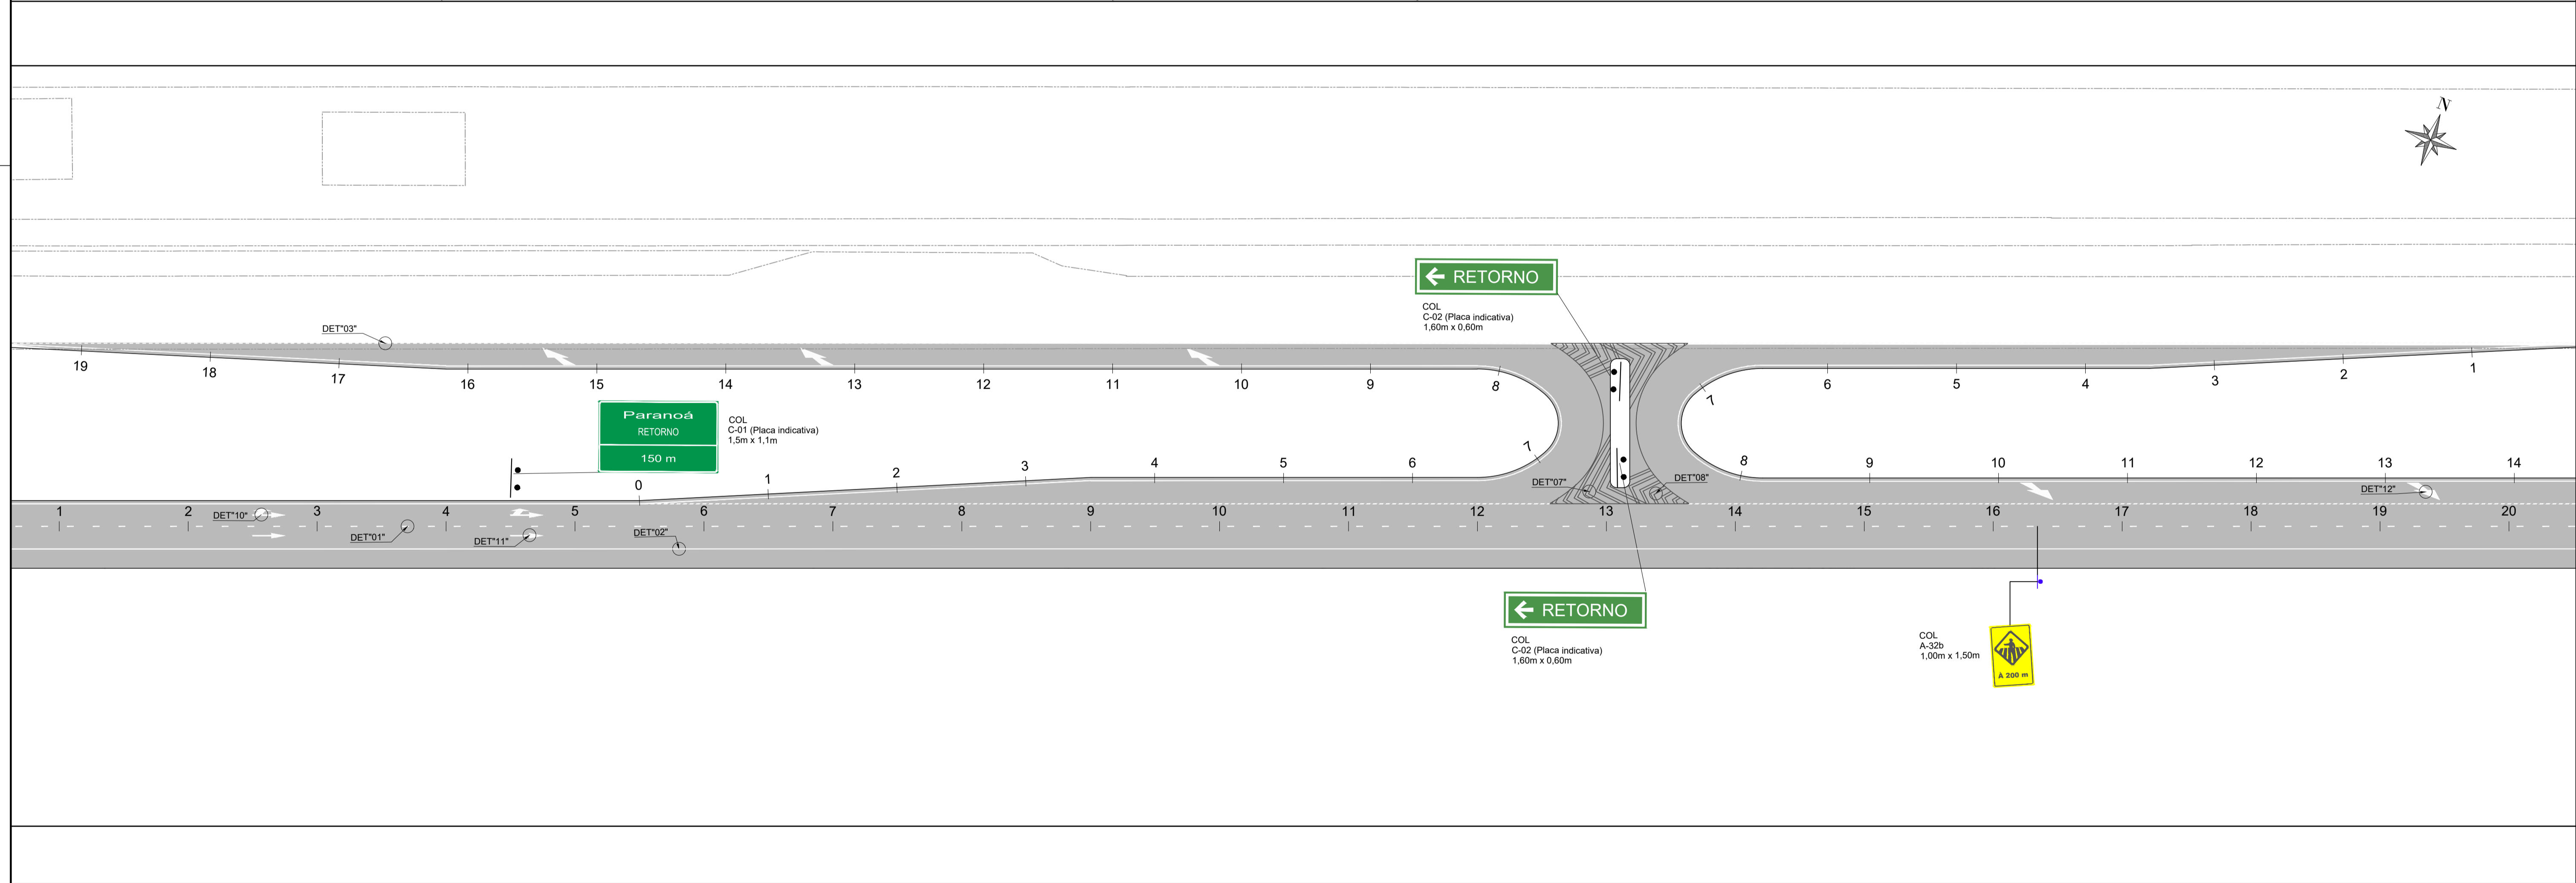 N
← RETORNO
COL
C-02 (Placa indicativa)
1,60m x 0,60m
DET"03"
19
18
17
16
15
14
13
12
11
10
9
8
7
6
5
4
3
2
1
Paranoá
RETORNO
150 m
COL
C-01 (Placa indicativa)
1,5m x 1,1m
0
1
2
3
4
5
6
7
8
9
10
11
12
13
14
DET"07"
DET"08"
DET"12"
1
2
3
4
5
6
7
8
9
10
11
12
13
14
15
16
17
18
19
20
DET"10"
DET"01"
DET"11"
DET"02"
← RETORNO
COL
C-02 (Placa indicativa)
1,60m x 0,60m
COL
A-32b
1,00m x 1,50m
À 200 m